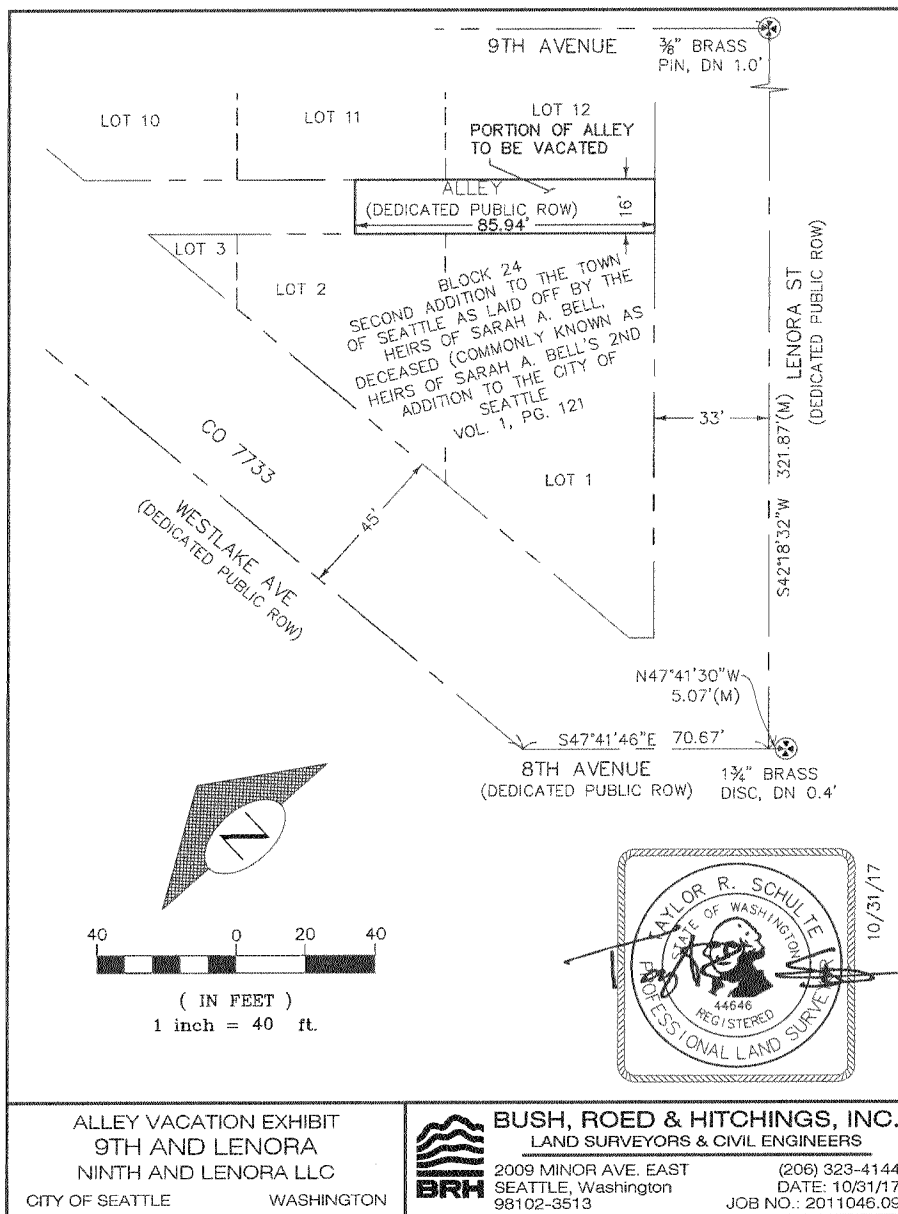 9TH AVENUE
⅜" BRASS
PIN, DN 1.0'
LOT 10
LOT 11
LOT 12
PORTION OF ALLEY
TO BE VACATED
ALLEY
(DEDICATED PUBLIC ROW)
85.94'
16'
LOT 3
LOT 2
BLOCK 24
SECOND ADDITION TO THE TOWN
OF SEATTLE AS LAID OFF BY THE
HEIRS OF SARAH A. BELL,
DECEASED (COMMONLY KNOWN AS
HEIRS OF SARAH A. BELL'S 2ND
ADDITION TO THE CITY OF
SEATTLE
VOL. 1, PG. 121
LENORA ST
(DEDICATED PUBLIC ROW)
S42°18'32"W 321.87'(M)
33'
CO 7733
WESTLAKE AVE
(DEDICATED PUBLIC ROW)
45'
LOT 1
N47°41'30"W
5.07'(M)
S47°41'46"E 70.67'
8TH AVENUE
(DEDICATED PUBLIC ROW)
1¾" BRASS
DISC, DN 0.4'
N
40 0 20 40
( IN FEET )
1 inch = 40 ft.
TAYLOR R. SCHULTE
STATE OF WASHINGTON
44646
REGISTERED
PROFESSIONAL LAND SURVEYOR
10/31/17
ALLEY VACATION EXHIBIT
9TH AND LENORA
NINTH AND LENORA LLC
CITY OF SEATTLE WASHINGTON
BRH
BUSH, ROED & HITCHINGS, INC.
LAND SURVEYORS & CIVIL ENGINEERS
2009 MINOR AVE. EAST (206) 323-4144
SEATTLE, Washington DATE: 10/31/17
98102-3513 JOB NO.: 2011046.09